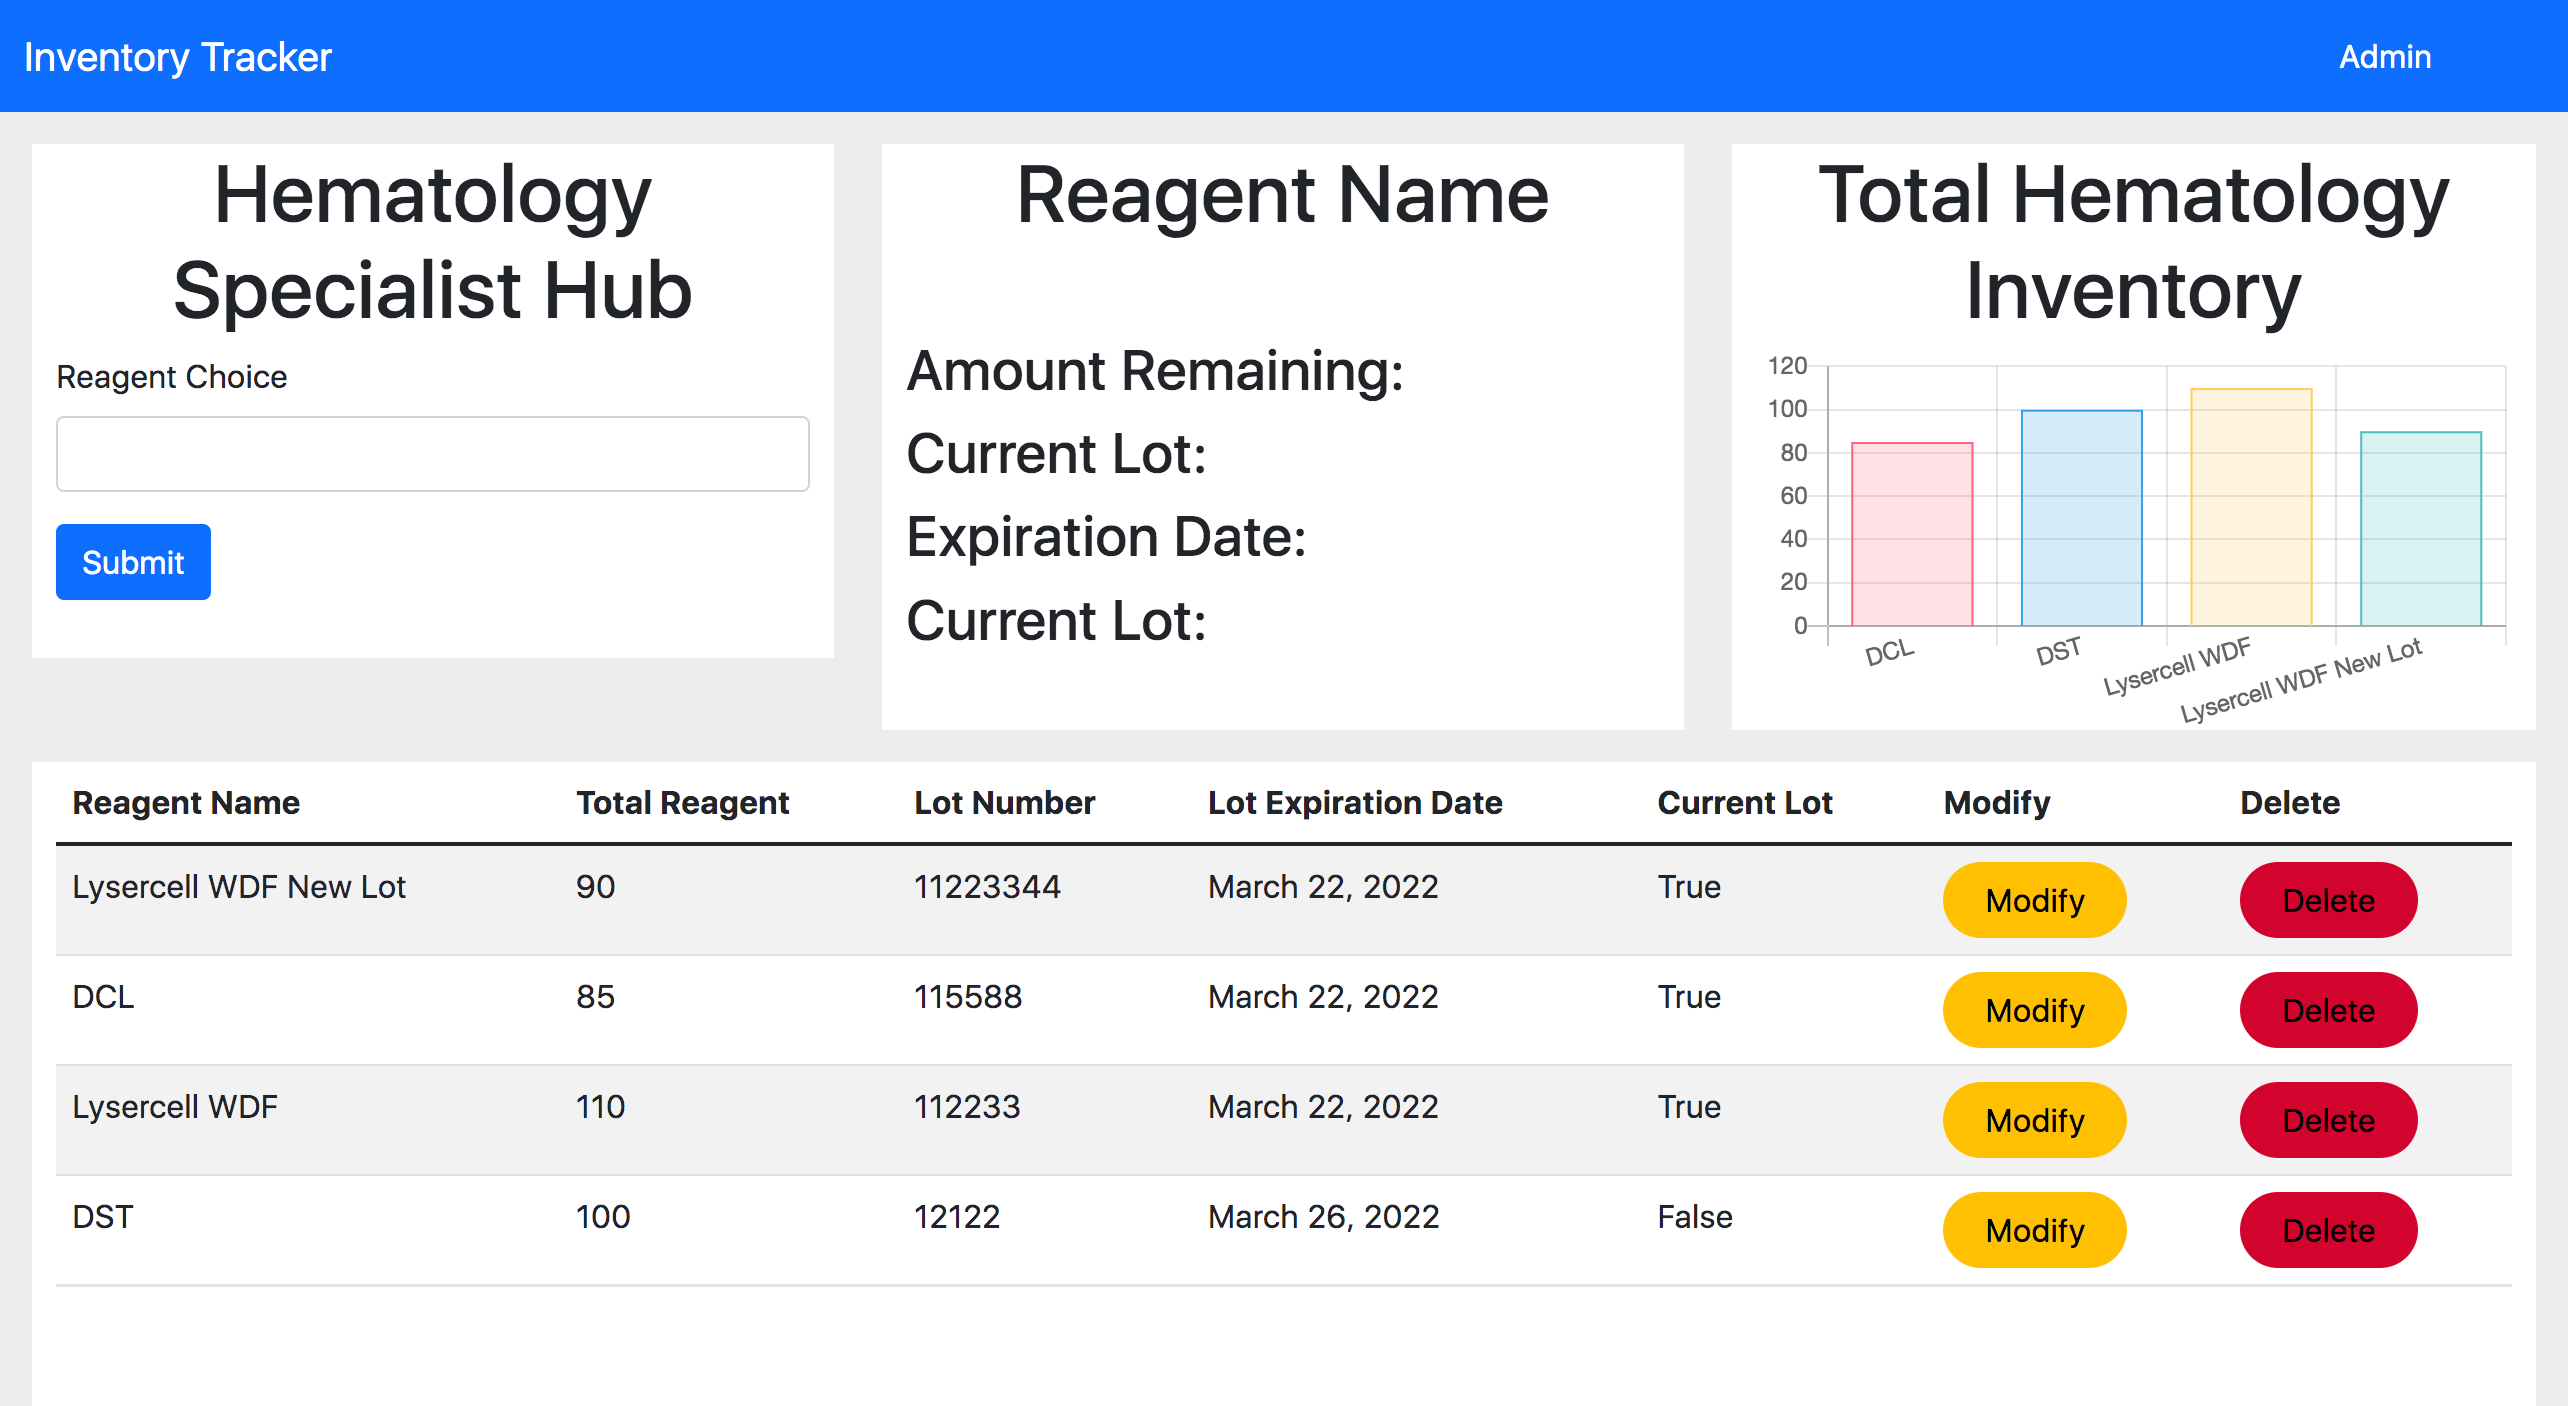 Inventory Tracker
Admin
Hematology
Specialist Hub
Reagent Choice
Submit
Reagent Name
Amount Remaining:
Current Lot:
Expiration Date:
Current Lot:
Total Hematology
Inventory
120
100
80
60
40
20
0
DCL
DST
Lysercell WDF
Lysercell WDF New Lot
Reagent Name Total Reagent Lot Number Lot Expiration Date Current Lot Modify Delete
Lysercell WDF New Lot 90 11223344 March 22, 2022 True Modify Delete
DCL 85 115588 March 22, 2022 True Modify Delete
Lysercell WDF 110 112233 March 22, 2022 True Modify Delete
DST 100 12122 March 26, 2022 False Modify Delete